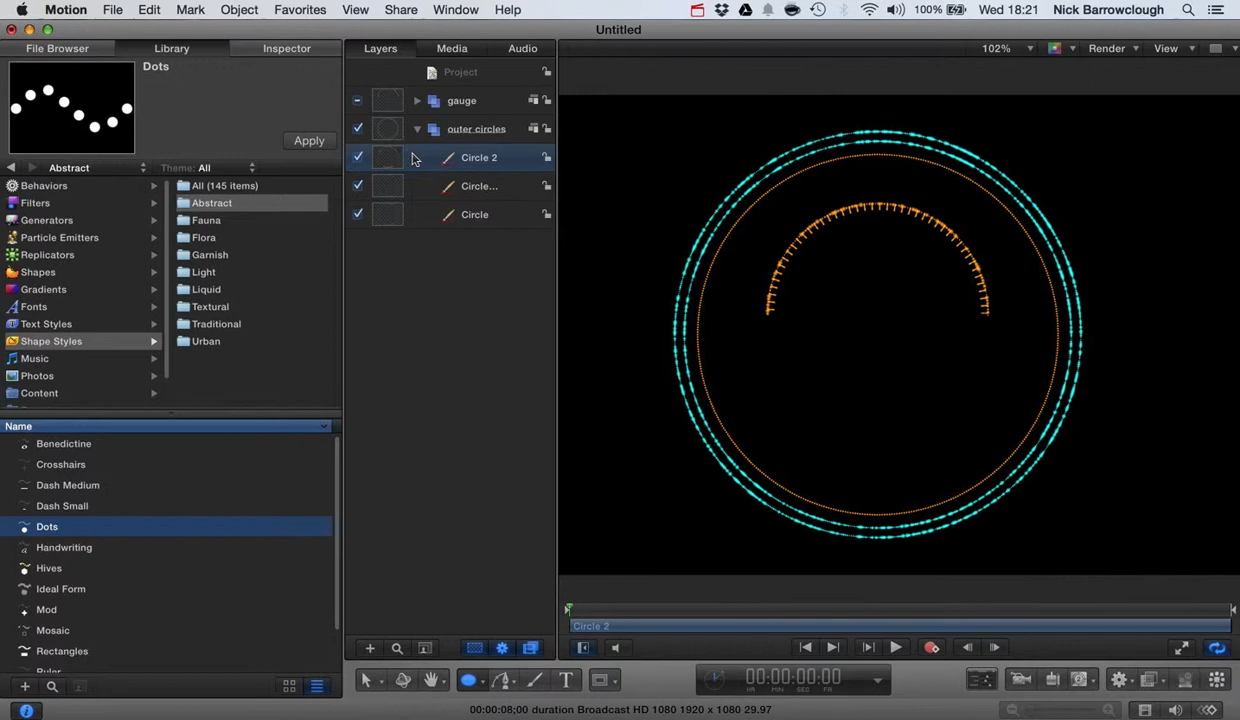 Motion File Edit Mark Object Favorites View Share Window Help 100% Wed 18:21 Nick Barrowclough
Untitled
File Browser Library Inspector Layers Media Audio 102% Render View
Dots
Apply
Abstract Theme: All
Behaviors
Filters
Generators
Particle Emitters
Replicators
Shapes
Gradients
Fonts
Text Styles
Shape Styles
Music
Photos
Content
All (145 items)
Abstract
Fauna
Flora
Garnish
Light
Liquid
Textural
Traditional
Urban
Name
Benedictine
Crosshairs
Dash Medium
Dash Small
Dots
Handwriting
Hives
Ideal Form
Mod
Mosaic
Rectangles
Ruler
Project
gauge
outer circles
Circle 2
Circle...
Circle
Circle 2
T 00:00:00:00
HR MIN SEC FR
00:00:08;00 duration Broadcast HD 1080 1920 x 1080 29.97